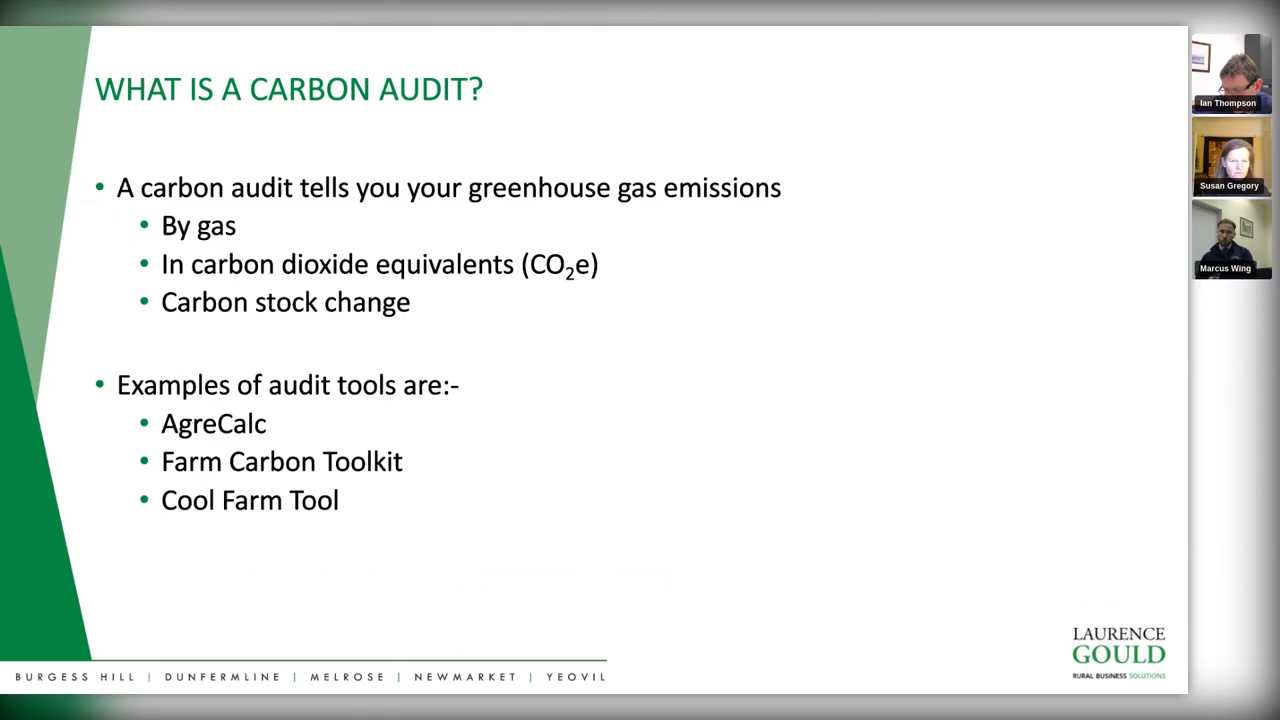 WHAT IS A CARBON AUDIT?
• A carbon audit tells you your greenhouse gas emissions
• By gas
• In carbon dioxide equivalents (CO₂e)
• Carbon stock change
• Examples of audit tools are:-
• AgreCalc
• Farm Carbon Toolkit
• Cool Farm Tool
LAURENCE
GOULD
RURAL BUSINESS SOLUTIONS
BURGESS HILL | DUNFERMLINE | MELROSE | NEWMARKET | YEOVIL
Ian Thompson
Susan Gregory
Marcus Wing